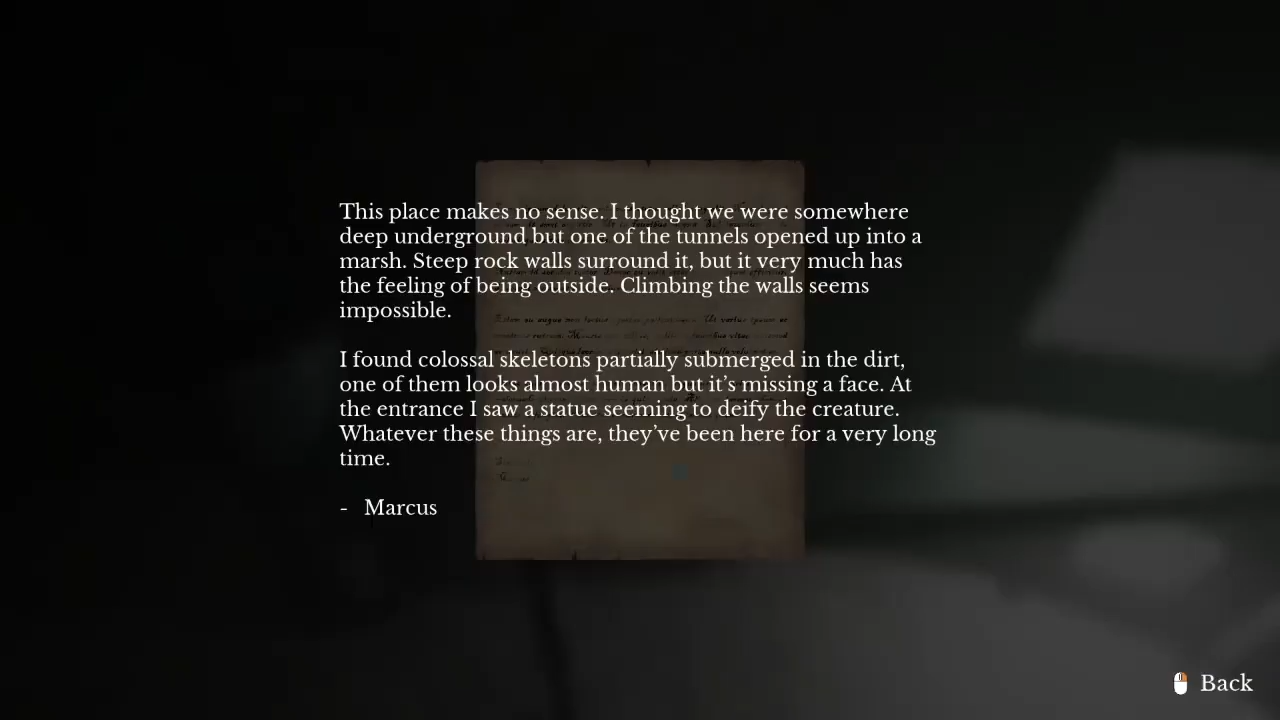 This place makes no sense. I thought we were somewhere
deep underground but one of the tunnels opened up into a
marsh. Steep rock walls surround it, but it very much has
the feeling of being outside. Climbing the walls seems
impossible.
I found colossal skeletons partially submerged in the dirt,
one of them looks almost human but it’s missing a face. At
the entrance I saw a statue seeming to deify the creature.
Whatever these things are, they’ve been here for a very long
time.
- Marcus
Back